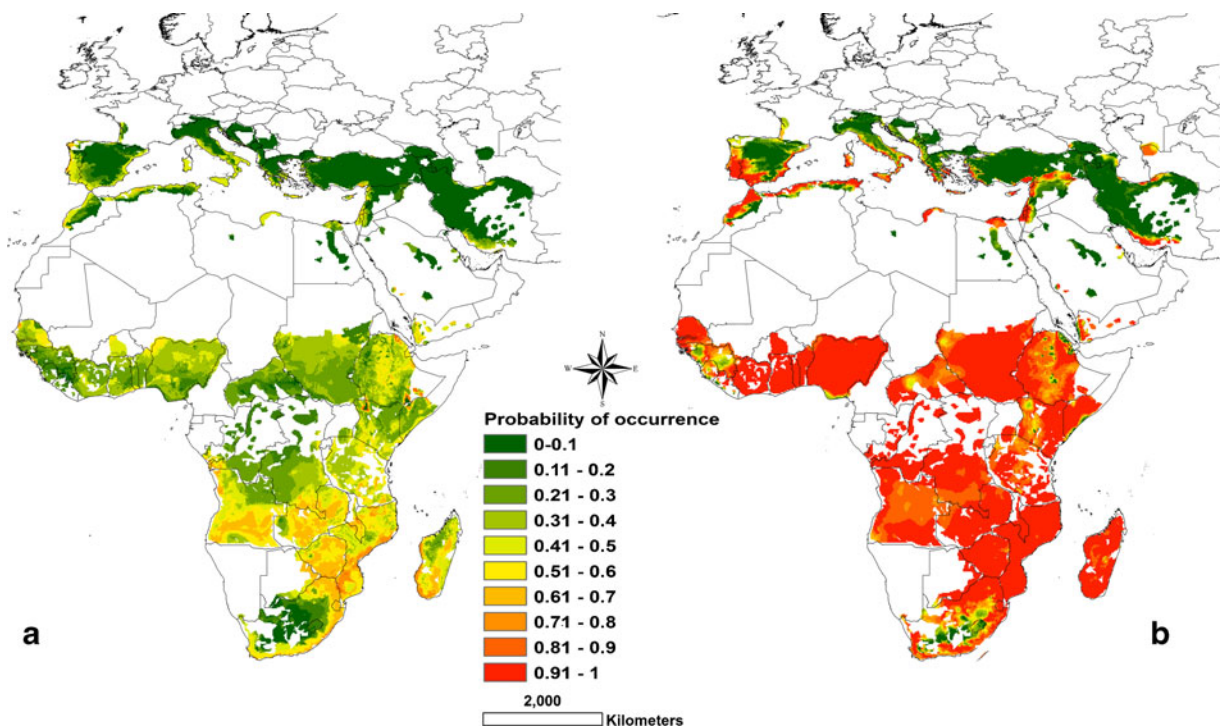 N
W
E
S
Probability of occurrence
0-0.1
0.11 - 0.2
0.21 - 0.3
0.31 - 0.4
0.41 - 0.5
0.51 - 0.6
0.61 - 0.7
0.71 - 0.8
0.81 - 0.9
0.91 - 1
2,000
Kilometers
a
b